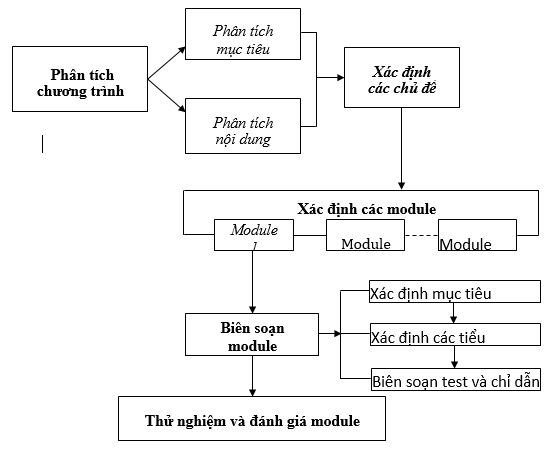 Phân tích
mục tiêu
Phân tích
chương trình
Xác định
các chủ đề
Phân tích
nội dung
Xác định các module
Module
1
Module
Module
Xác định mục tiêu
Biên soạn
module
Xác định các tiểu
Biên soạn test và chỉ dẫn
Thử nghiệm và đánh giá module